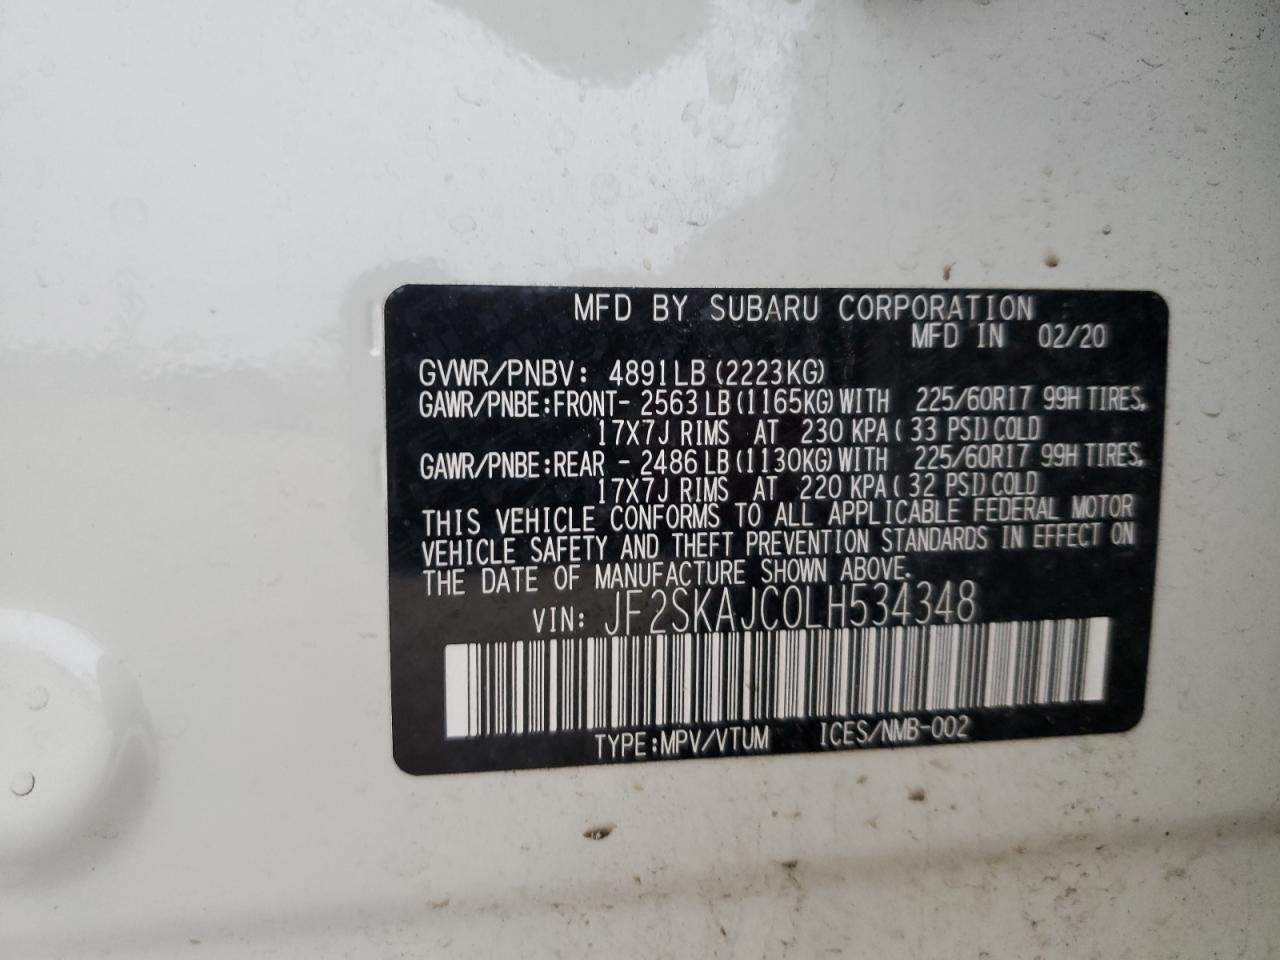 MFD BY SUBARU CORPORATION
MFD IN 02/20
GVWR/PNBV: 4891LB (2223KG)
GAWR/PNBE:FRONT- 2563 LB (1165KG) WITH 225/60R17 99H TIRES,
17X7J RIMS AT 230 KPA ( 33 PSI) COLD
GAWR/PNBE:REAR - 2486 LB (1130KG) WITH 225/60R17 99H TIRES,
17X7J RIMS AT 220 KPA ( 32 PSI) COLD
THIS VEHICLE CONFORMS TO ALL APPLICABLE FEDERAL MOTOR
VEHICLE SAFETY AND THEFT PREVENTION STANDARDS IN EFFECT ON
THE DATE OF MANUFACTURE SHOWN ABOVE.
VIN: JF2SKAJC0LH534348
TYPE:MPV/VTUM ICES/NMB-002